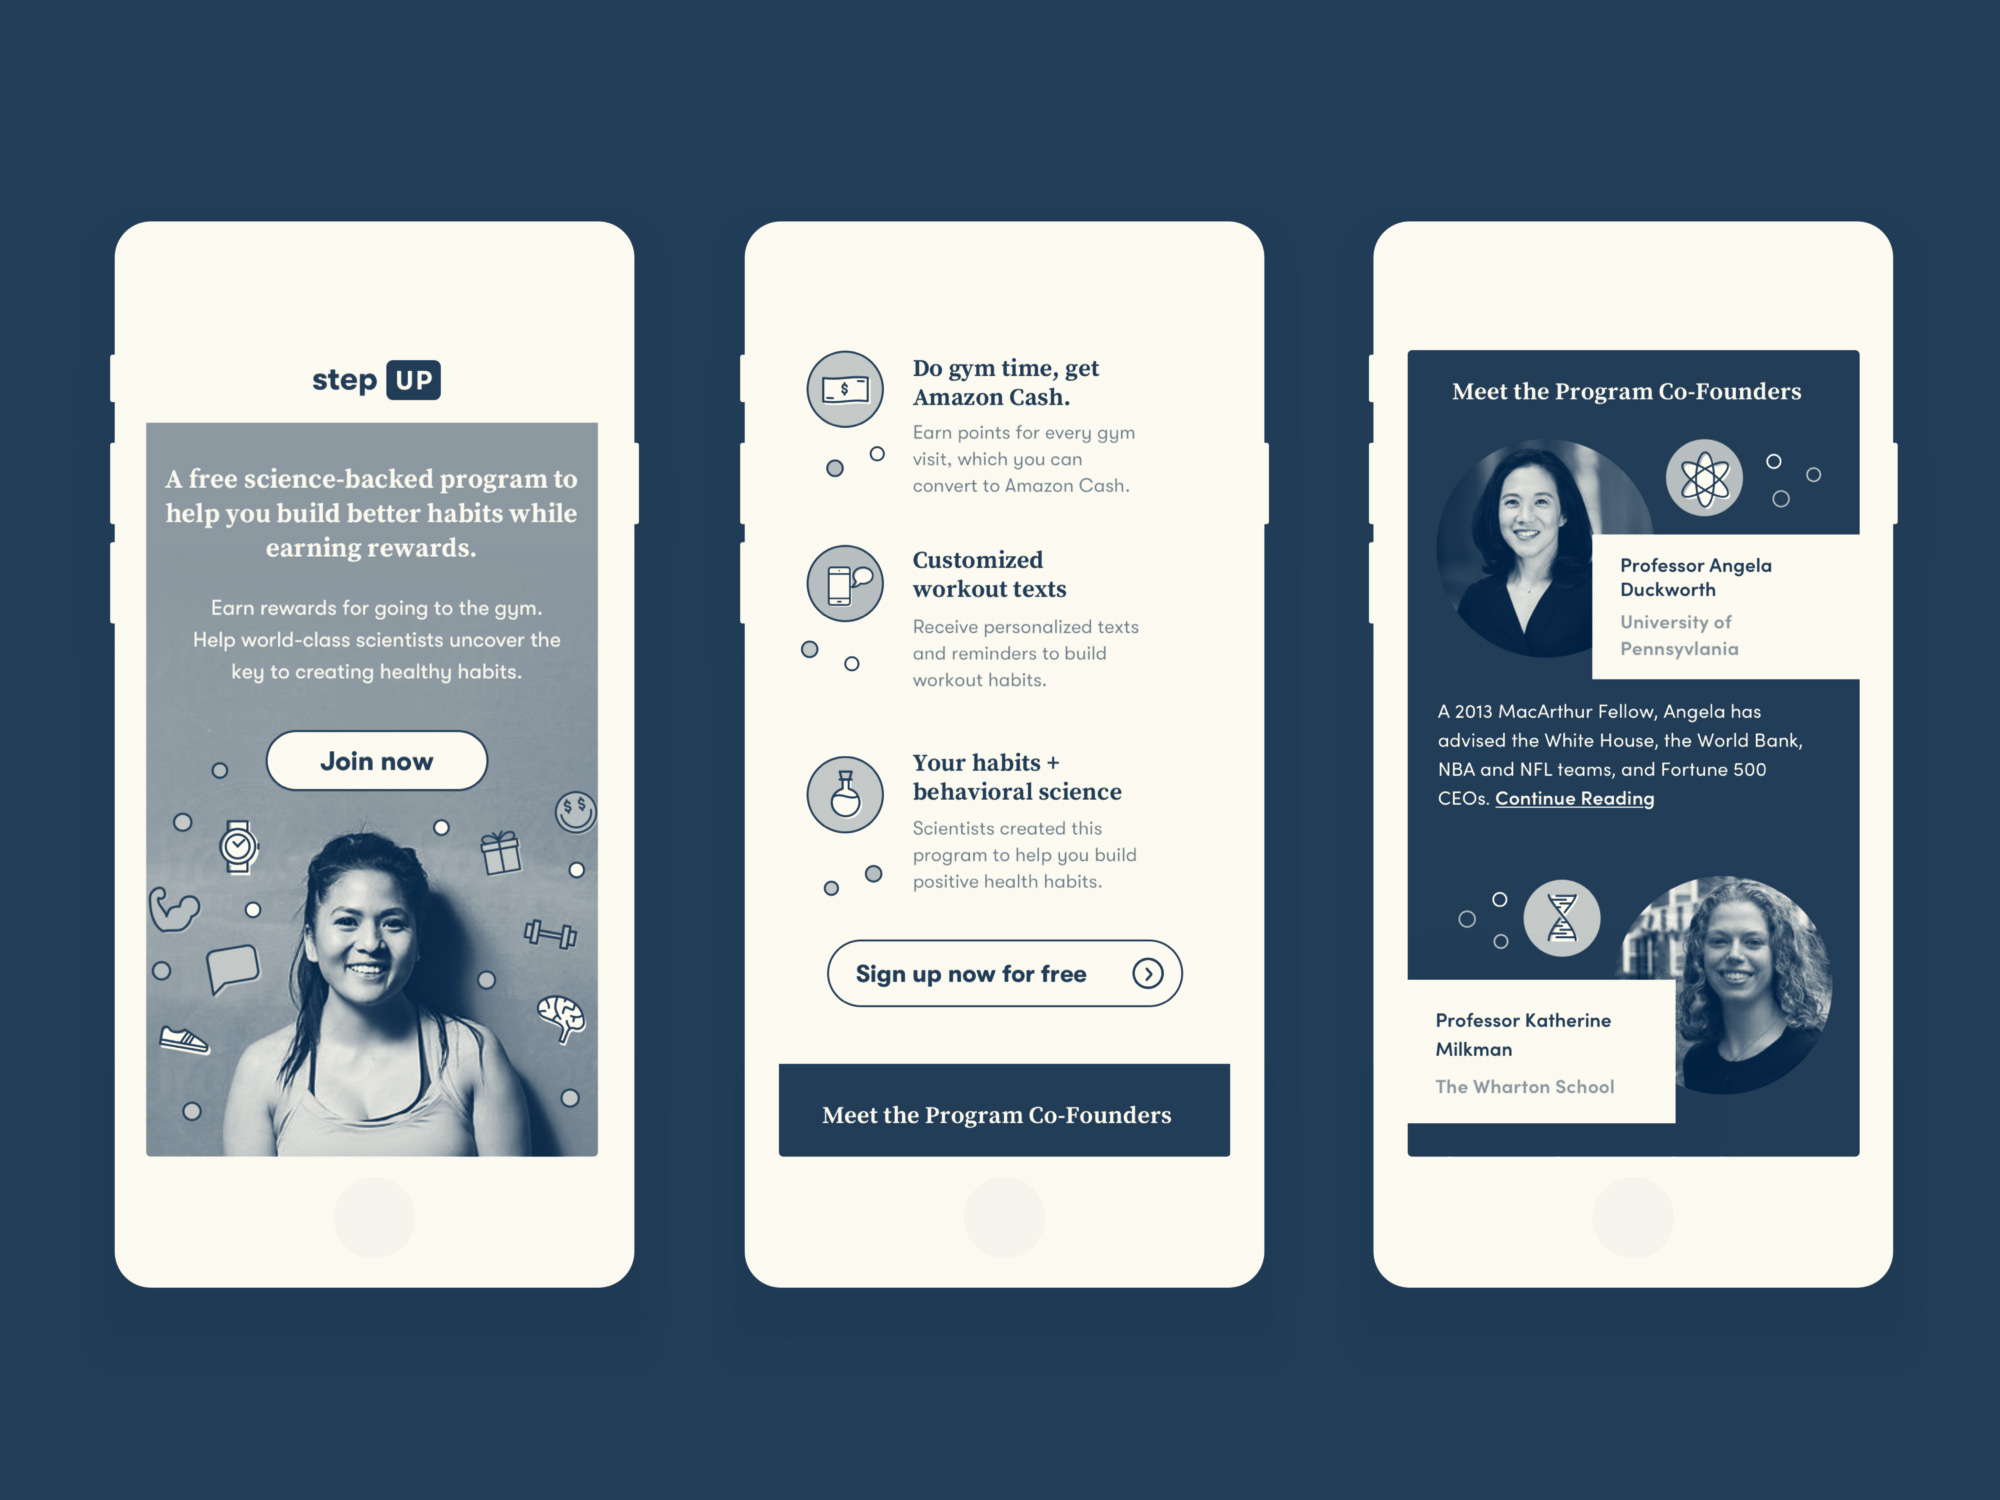 step UP
A free science-backed program to
help you build better habits while
earning rewards.
Earn rewards for going to the gym.
Help world-class scientists uncover the
key to creating healthy habits.
Join now
$ $
$
Do gym time, get
Amazon Cash.
Earn points for every gym
visit, which you can
convert to Amazon Cash.
Customized
workout texts
Receive personalized texts
and reminders to build
workout habits.
Your habits +
behavioral science
Scientists created this
program to help you build
positive health habits.
Sign up now for free
Meet the Program Co-Founders
Meet the Program Co-Founders
Professor Angela
Duckworth
University of
Pennsyvlania
A 2013 MacArthur Fellow, Angela has
advised the White House, the World Bank,
NBA and NFL teams, and Fortune 500
CEOs. Continue Reading
Professor Katherine
Milkman
The Wharton School